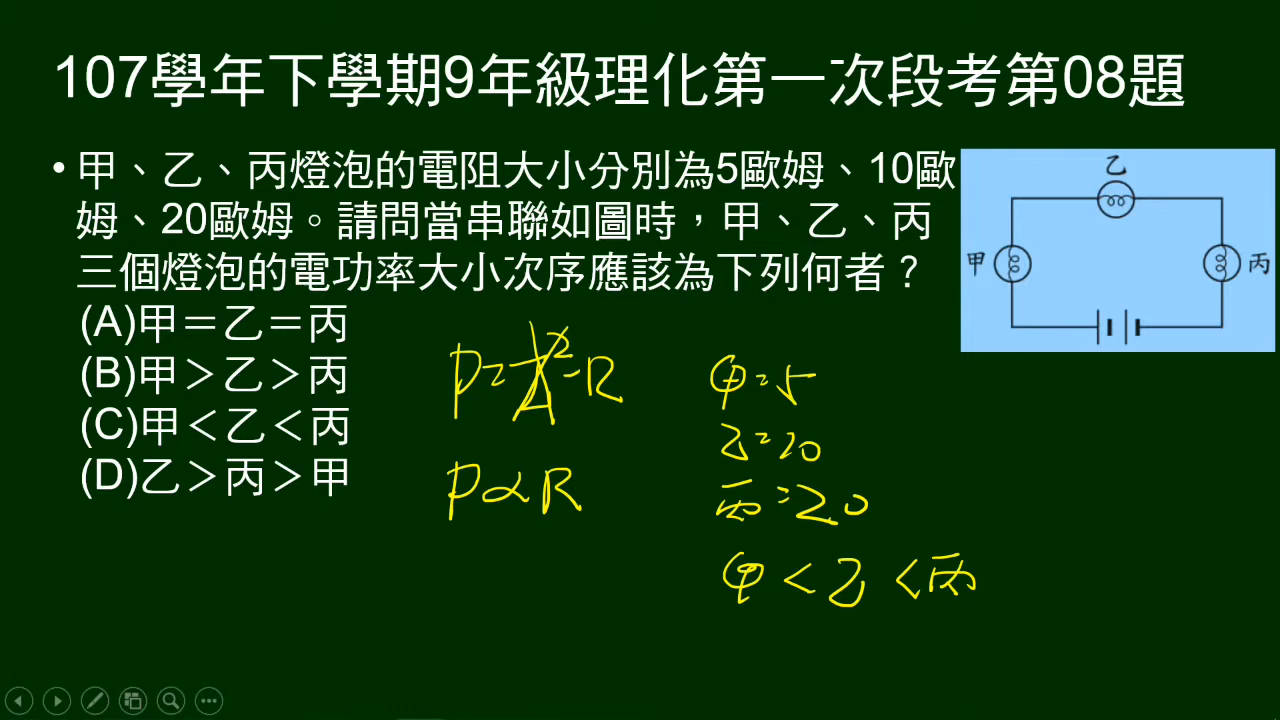 107學年下學期9年級理化第一次段考第08題
• 甲、乙、丙燈泡的電阻大小分別為5歐姆、10歐
姆、20歐姆。請問當串聯如圖時，甲、乙、丙
三個燈泡的電功率大小次序應該為下列何者？
(A)甲＝乙＝丙
(B)甲＞乙＞丙
(C)甲＜乙＜丙
(D)乙＞丙＞甲
乙
甲
丙
P∝R
甲=5
乙=10
丙=20
甲<乙<丙